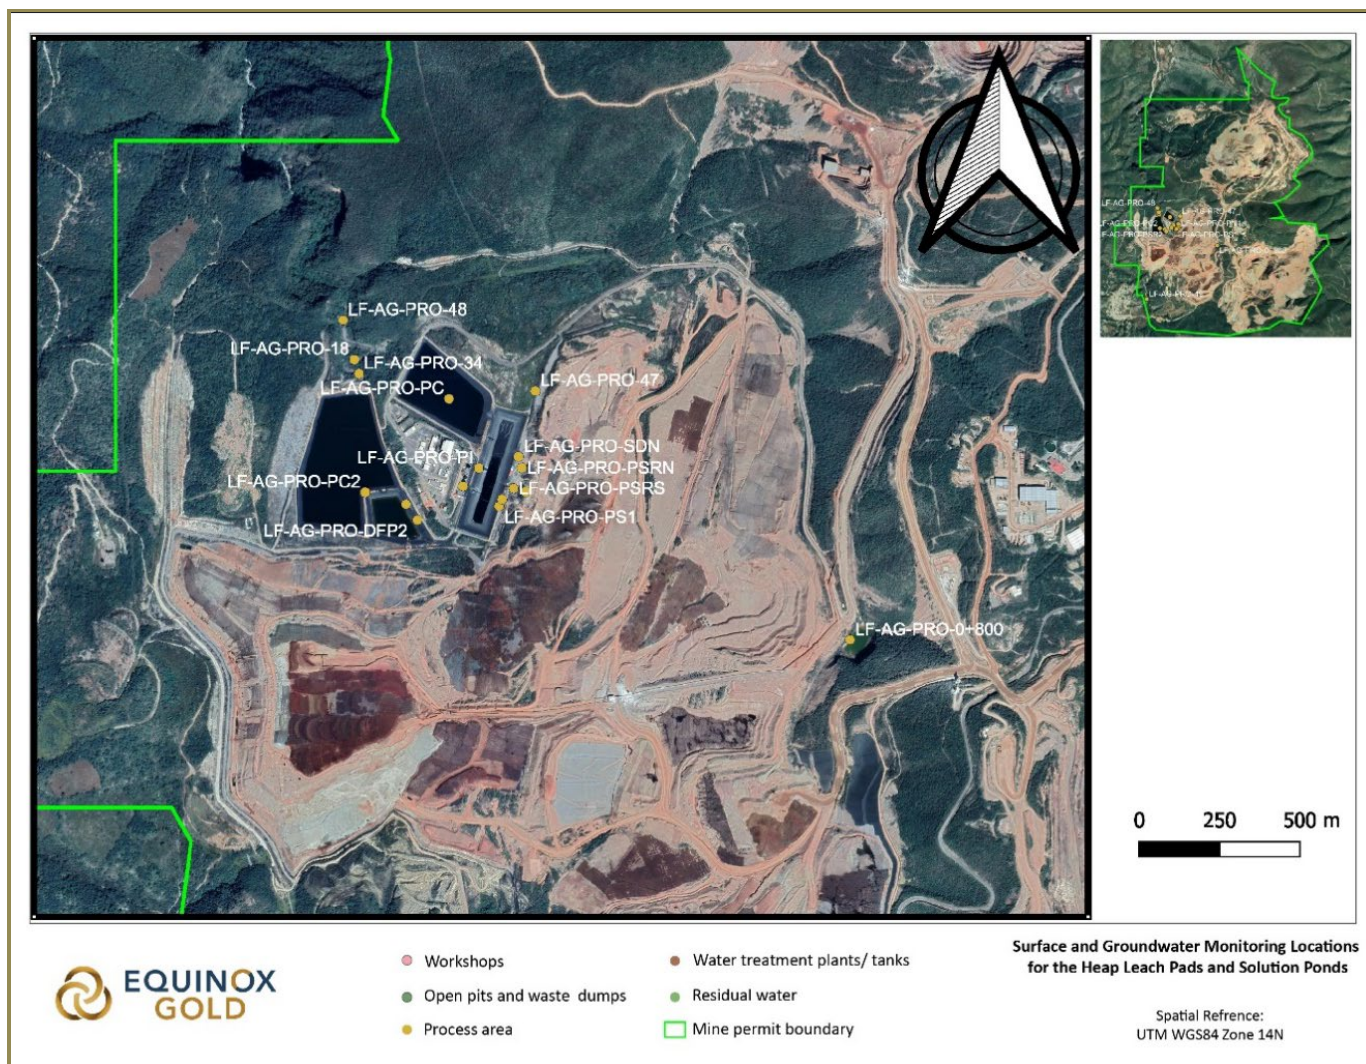 LF-AG-PRO-48
LF-AG-PRO-18
LF-AG-PRO-34
LF-AG-PRO-PC
LF-AG-PRO-47
LF-AG-PRO-SDN
LF-AG-PRO-PI
LF-AG-PRO-PSRN
LF-AG-PRO-PC2
LF-AG-PRO-PSRS
LF-AG-PRO-PS1
LF-AG-PRO-DFP2
LF-AG-PRO-0+800
LF-AG-PRO-48
0 250 500 m
EQUINOX
GOLD
Workshops
Open pits and waste dumps
Process area
Water treatment plants/ tanks
Residual water
Mine permit boundary
Surface and Groundwater Monitoring Locations
for the Heap Leach Pads and Solution Ponds
Spatial Refrence:
UTM WGS84 Zone 14N